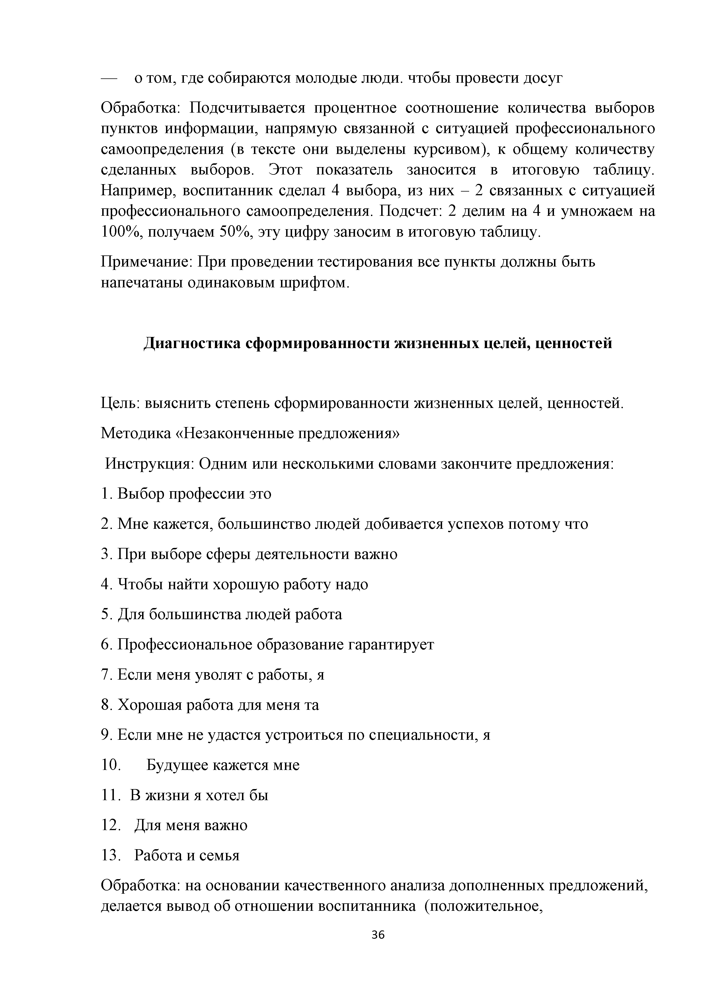 — о том, где собираются молодые люди. чтобы провести досуг
Обработка: Подсчитывается процентное соотношение количества выборов
пунктов информации, напрямую связанной с ситуацией профессионального
самоопределения (в тексте они выделены курсивом), к общему количеству
сделанных выборов. Этот показатель заносится в итоговую таблицу.
Например, воспитанник сделал 4 выбора, из них – 2 связанных с ситуацией
профессионального самоопределения. Подсчет: 2 делим на 4 и умножаем на
100%, получаем 50%, эту цифру заносим в итоговую таблицу.
Примечание: При проведении тестирования все пункты должны быть
напечатаны одинаковым шрифтом.
Диагностика сформированности жизненных целей, ценностей
Цель: выяснить степень сформированности жизненных целей, ценностей.
Методика «Незаконченные предложения»
Инструкция: Одним или несколькими словами закончите предложения:
1. Выбор профессии это
2. Мне кажется, большинство людей добивается успехов потому что
3. При выборе сферы деятельности важно
4. Чтобы найти хорошую работу надо
5. Для большинства людей работа
6. Профессиональное образование гарантирует
7. Если меня уволят с работы, я
8. Хорошая работа для меня та
9. Если мне не удастся устроиться по специальности, я
10. Будущее кажется мне
11. В жизни я хотел бы
12. Для меня важно
13. Работа и семья
Обработка: на основании качественного анализа дополненных предложений,
делается вывод об отношении воспитанника (положительное,
36